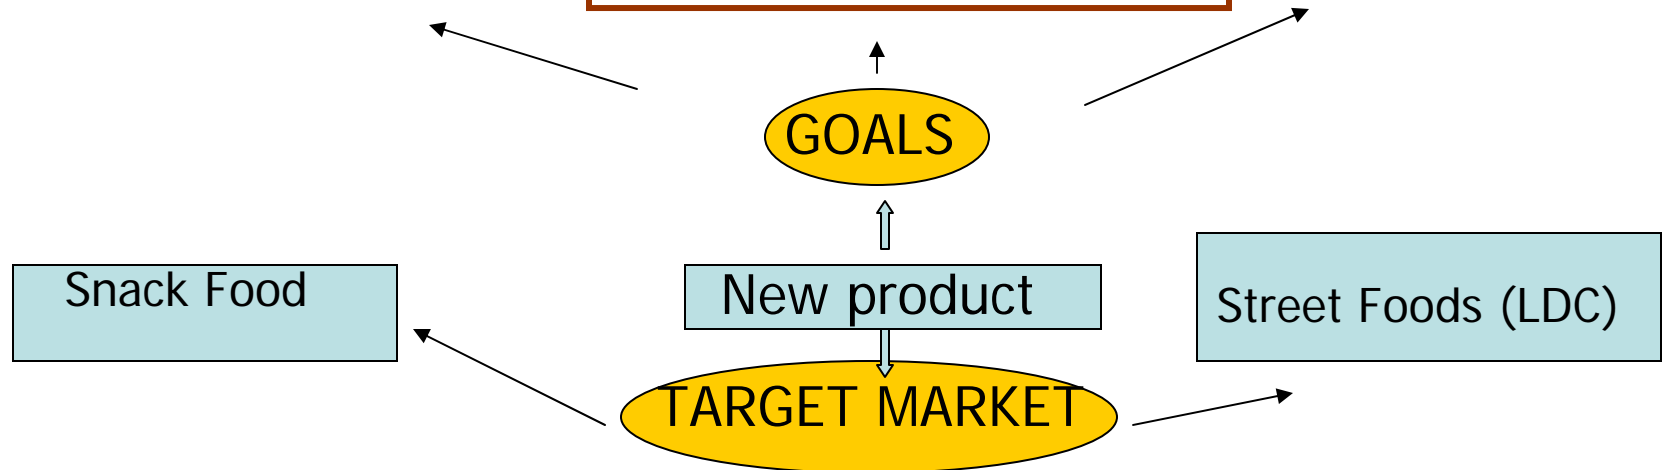 GOALS
Snack Food
New product
Street Foods (LDC)
TARGET MARKET